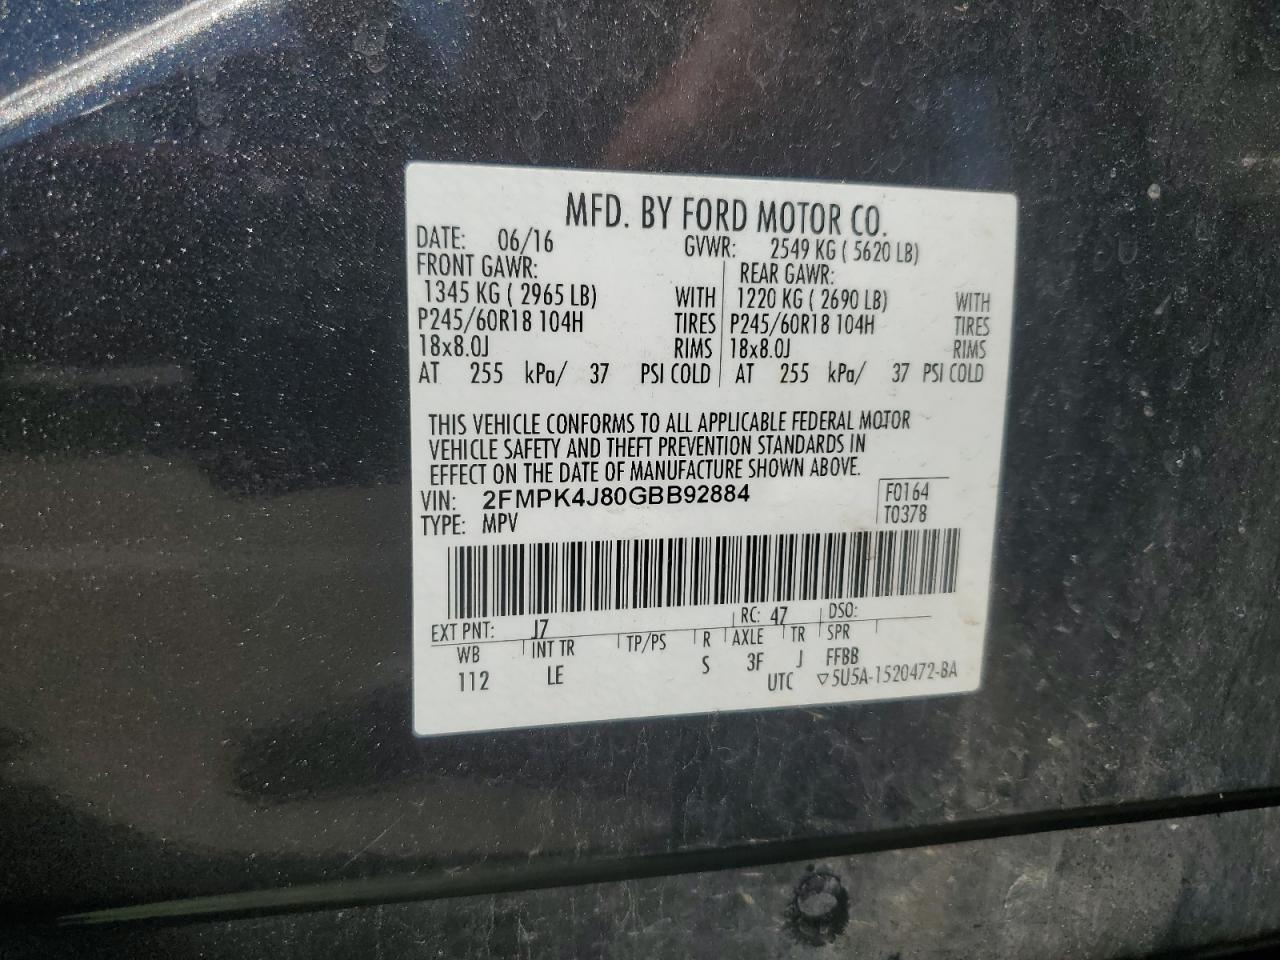 MFD. BY FORD MOTOR CO.
DATE: 06/16 GVWR: 2549 KG ( 5620 LB)
FRONT GAWR: REAR GAWR:
1345 KG ( 2965 LB) WITH 1220 KG ( 2690 LB) WITH
P245/60R18 104H TIRES P245/60R18 104H TIRES
18x8.0J RIMS 18x8.0J RIMS
AT 255 kPa/ 37 PSI COLD AT 255 kPa/ 37 PSI COLD
THIS VEHICLE CONFORMS TO ALL APPLICABLE FEDERAL MOTOR
VEHICLE SAFETY AND THEFT PREVENTION STANDARDS IN
EFFECT ON THE DATE OF MANUFACTURE SHOWN ABOVE.
VIN: 2FMPK4J80GBB92884 F0164
TYPE: MPV T0378
EXT PNT: J7 RC: 47 DSO:
WB INT TR TP/PS R AXLE TR SPR
112 LE S 3F J FFBB
UTC ▽5U5A-1520472-BA